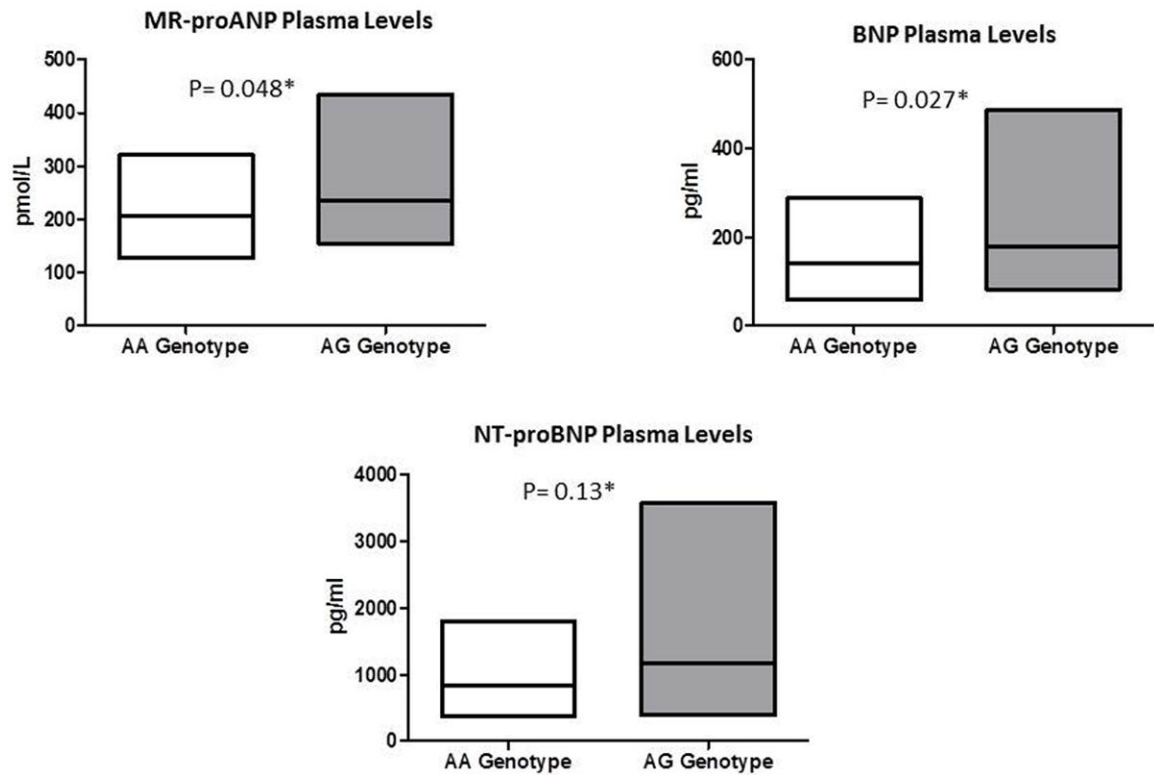 MR-proANP Plasma Levels
500
400
300
200
100
0
pmol/L
P= 0.048*
AA Genotype
AG Genotype
BNP Plasma Levels
600
400
200
0
pg/ml
P= 0.027*
AA Genotype
AG Genotype
NT-proBNP Plasma Levels
4000
3000
2000
1000
0
pg/ml
P= 0.13*
AA Genotype
AG Genotype